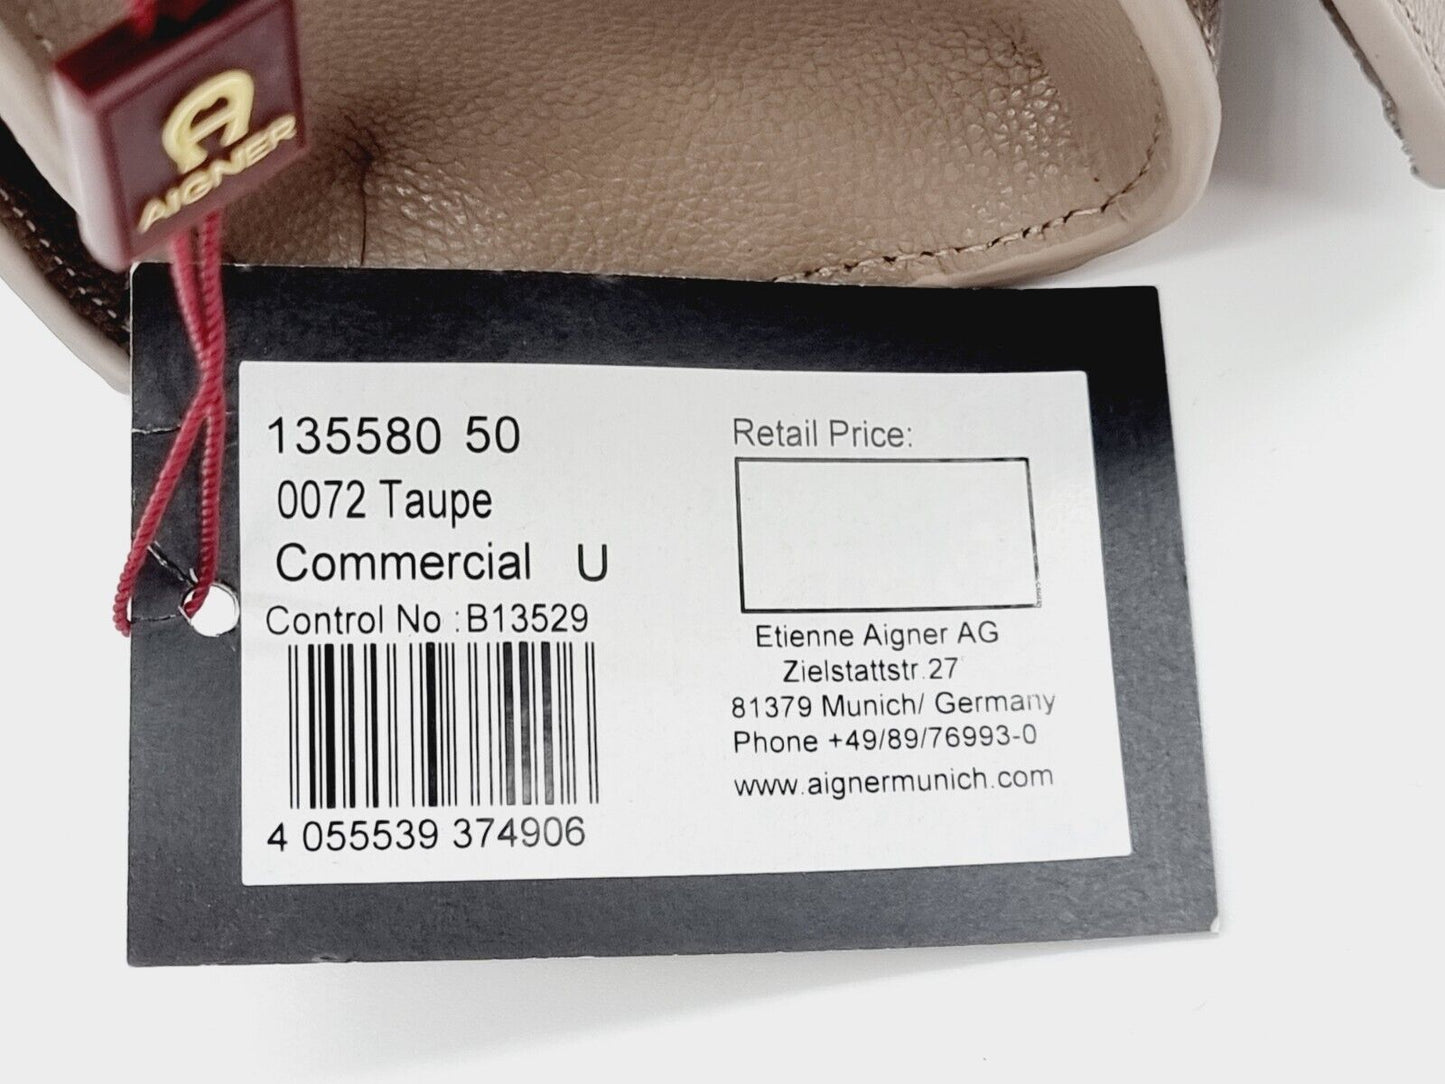 A
AIGNER
135580 50
0072 Taupe
Commercial U
Control No :B13529
4 055539 374906
Retail Price:
Etienne Aigner AG
Zielstattstr.27
81379 Munich/ Germany
Phone +49/89/76993-0
www.aignermunich.com